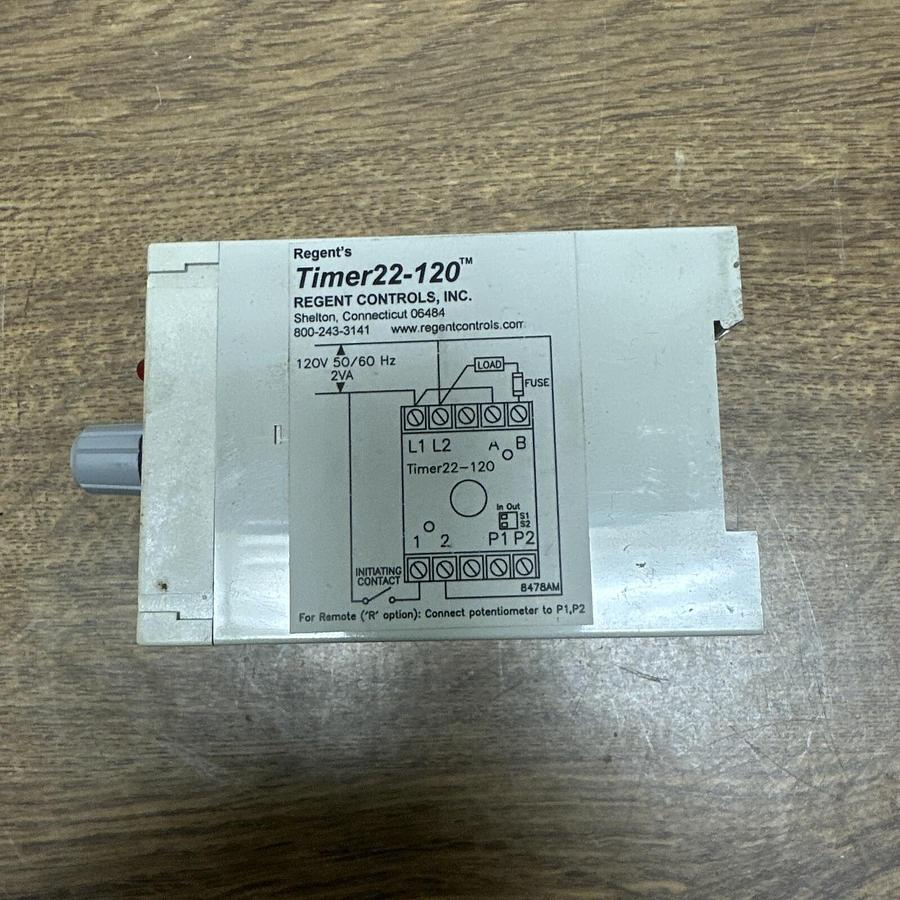 Regent's
Timer22-120™
REGENT CONTROLS, INC.
Shelton, Connecticut 06484
800-243-3141 www.regentcontrols.com
120V 50/60 Hz
2VA
LOAD
FUSE
L1 L2 A B
Timer22-120
In Out
S1
S2
1 2 P1 P2
INITIATING
CONTACT
8478AM
For Remote ('R' option): Connect potentiometer to P1,P2